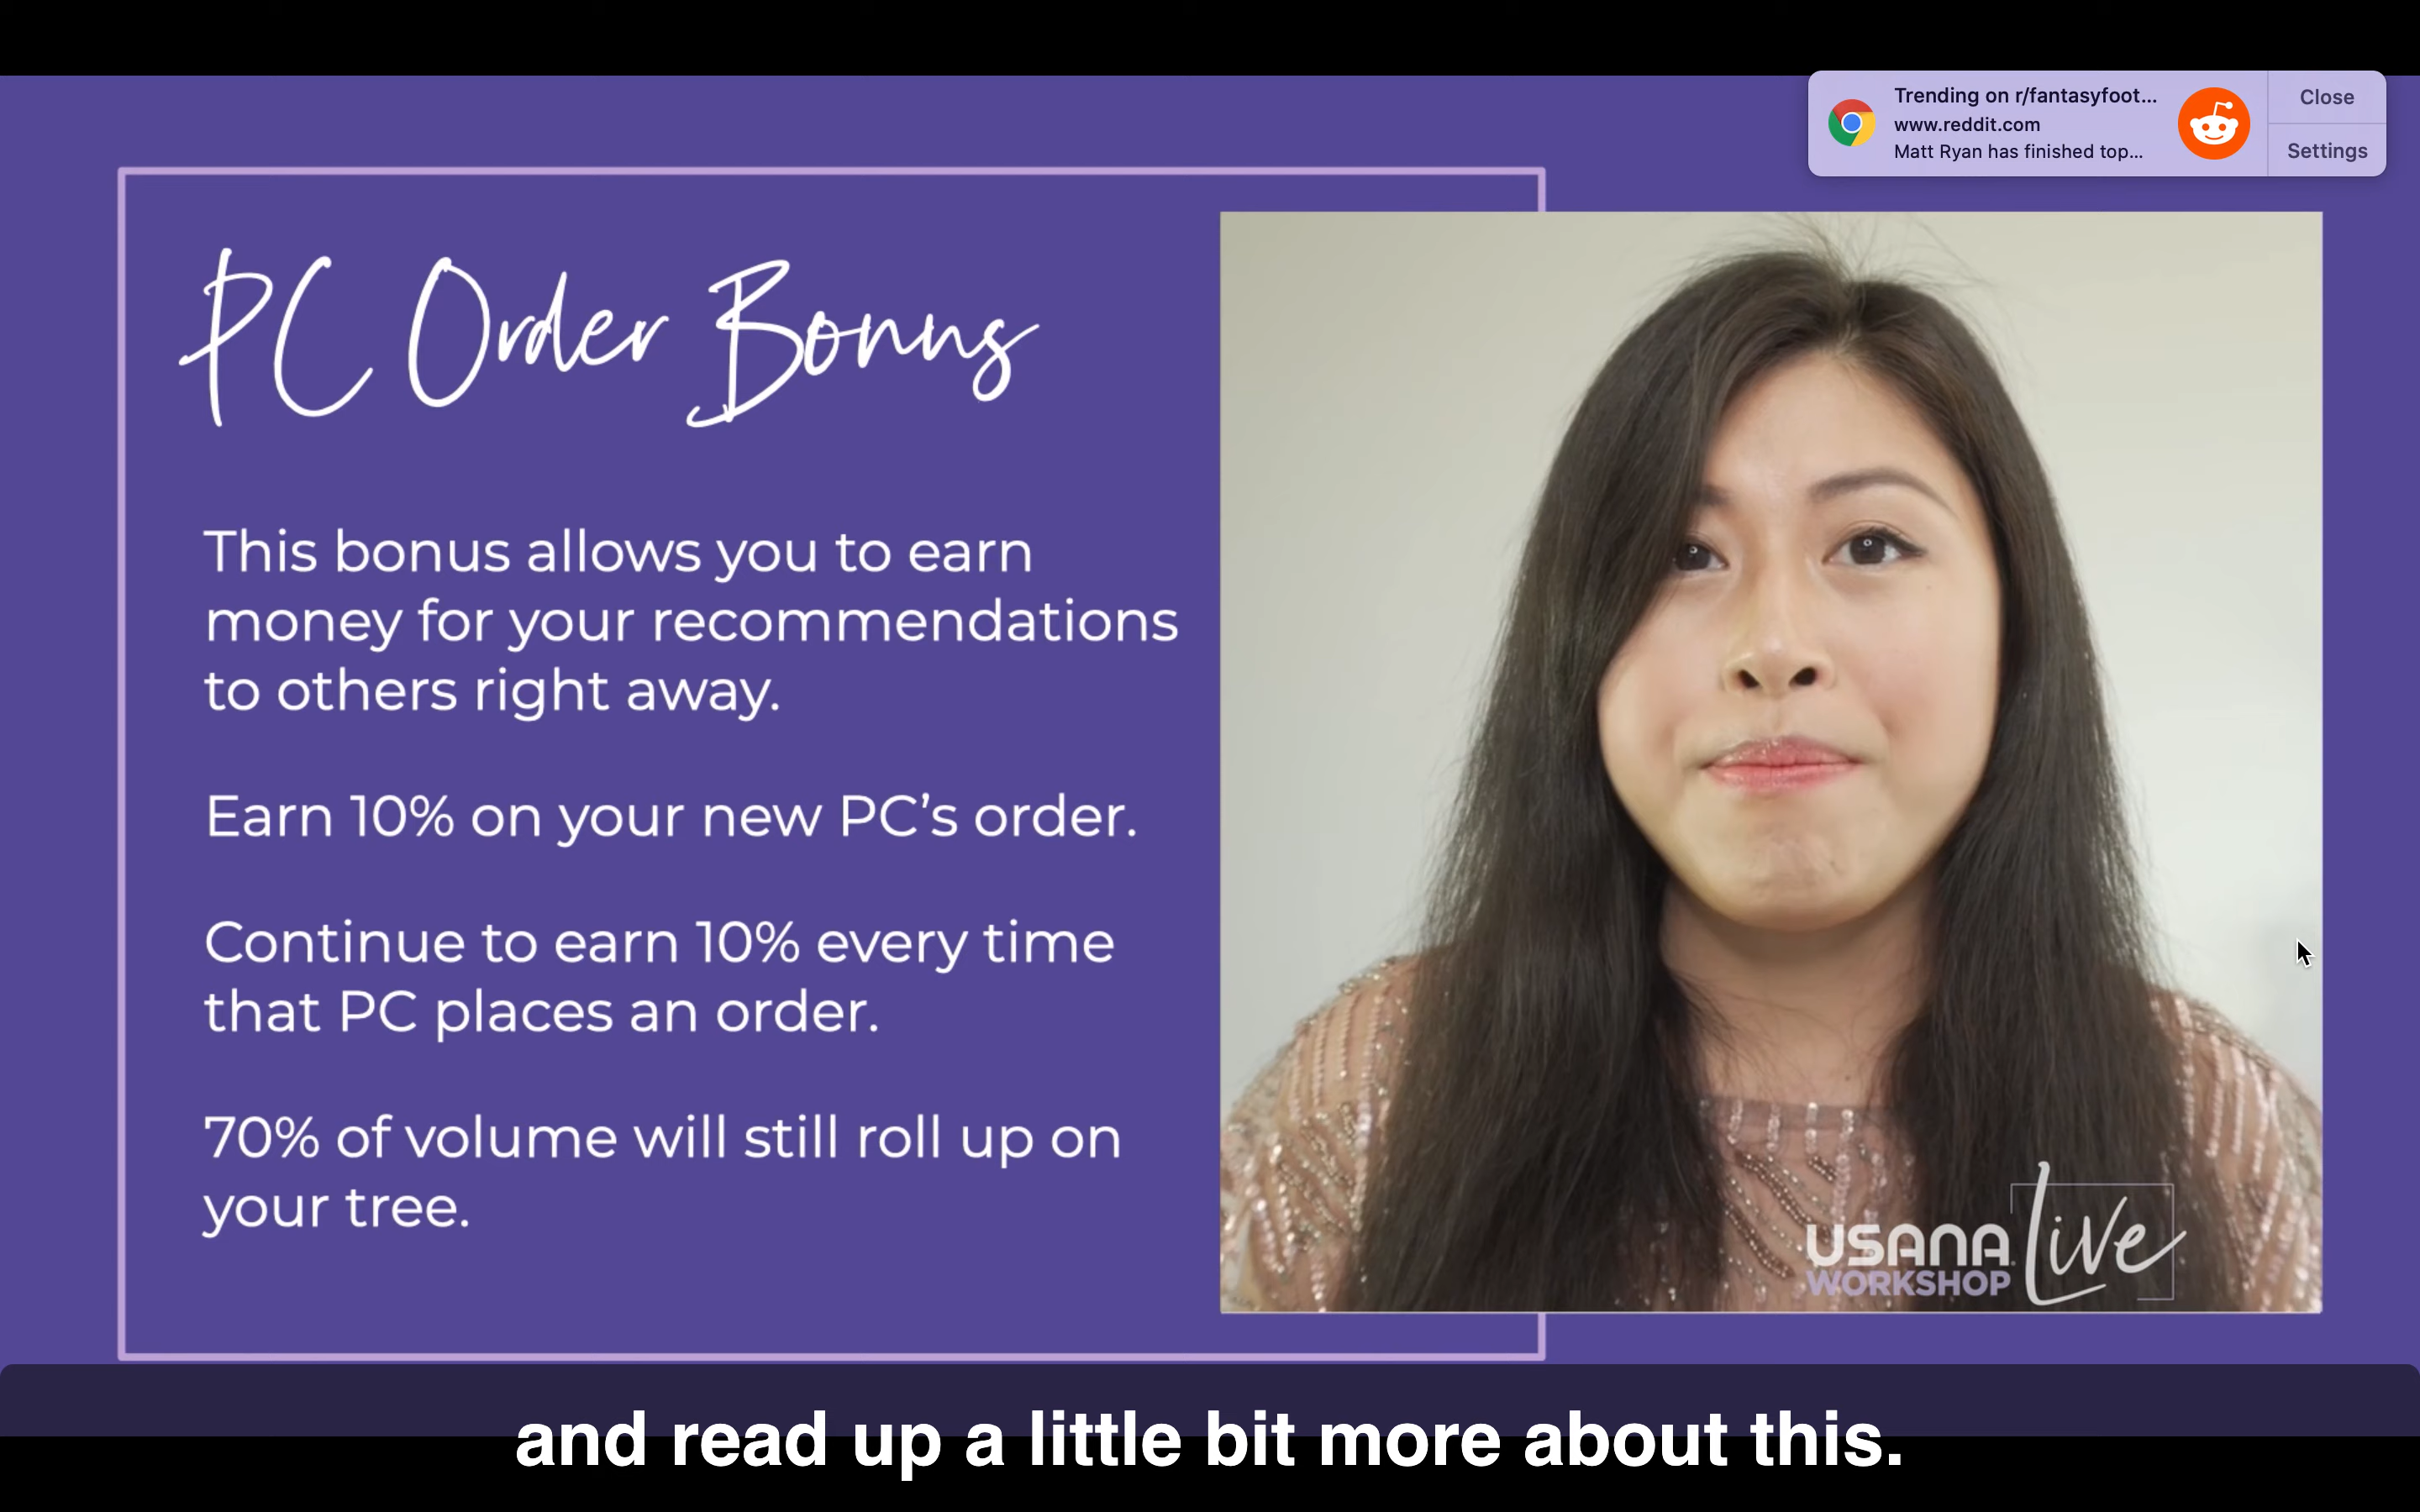 Trending on r/fantasyfoot...
www.reddit.com
Matt Ryan has finished top...
Close
Settings
PC Order Bonus
This bonus allows you to earn
money for your recommendations
to others right away.
Earn 10% on your new PC’s order.
Continue to earn 10% every time
that PC places an order.
70% of volume will still roll up on
your tree.
USANA
WORKSHOP
Live
and read up a little bit more about this.